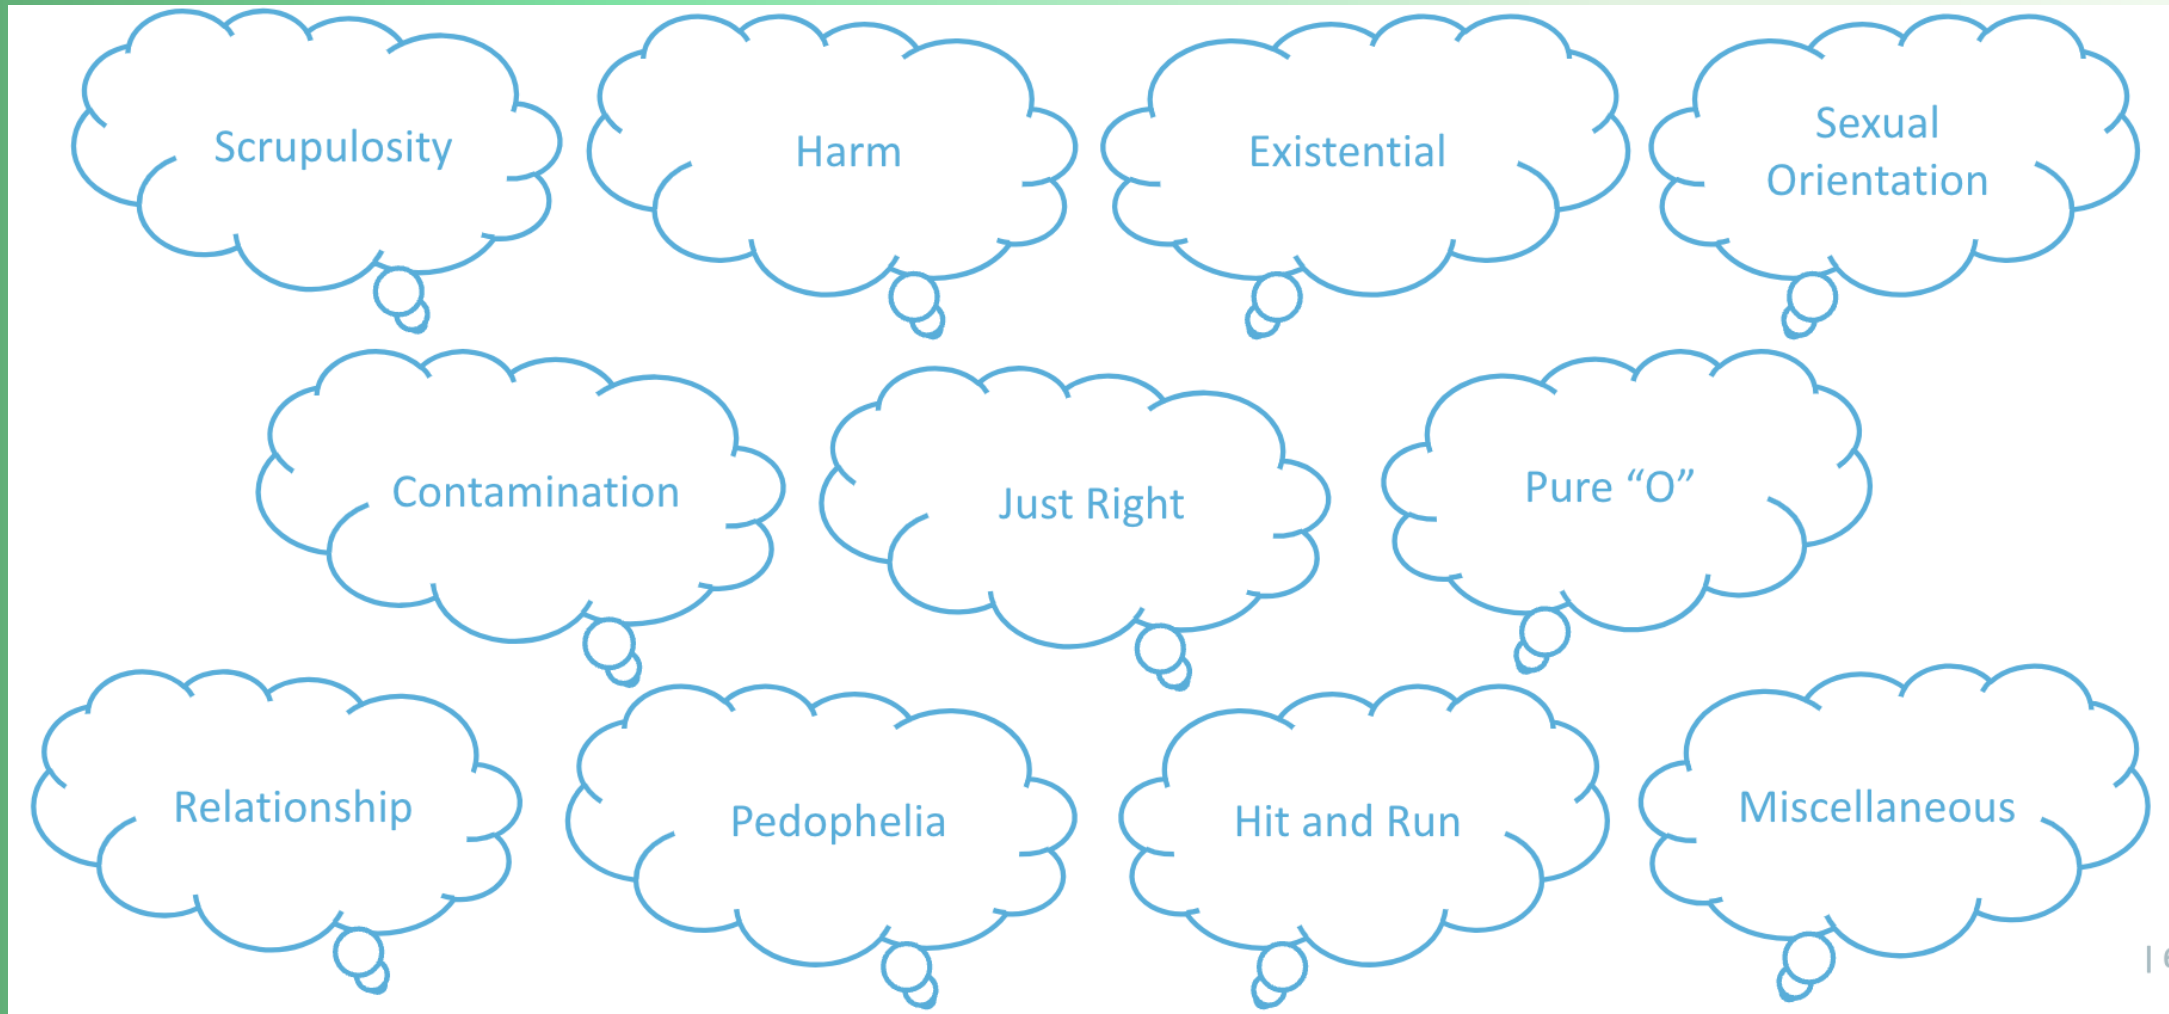 Scrupulosity
Harm
Existential
Sexual
Orientation
Contamination
Just Right
Pure “O”
Relationship
Pedophelia
Hit and Run
Miscellaneous